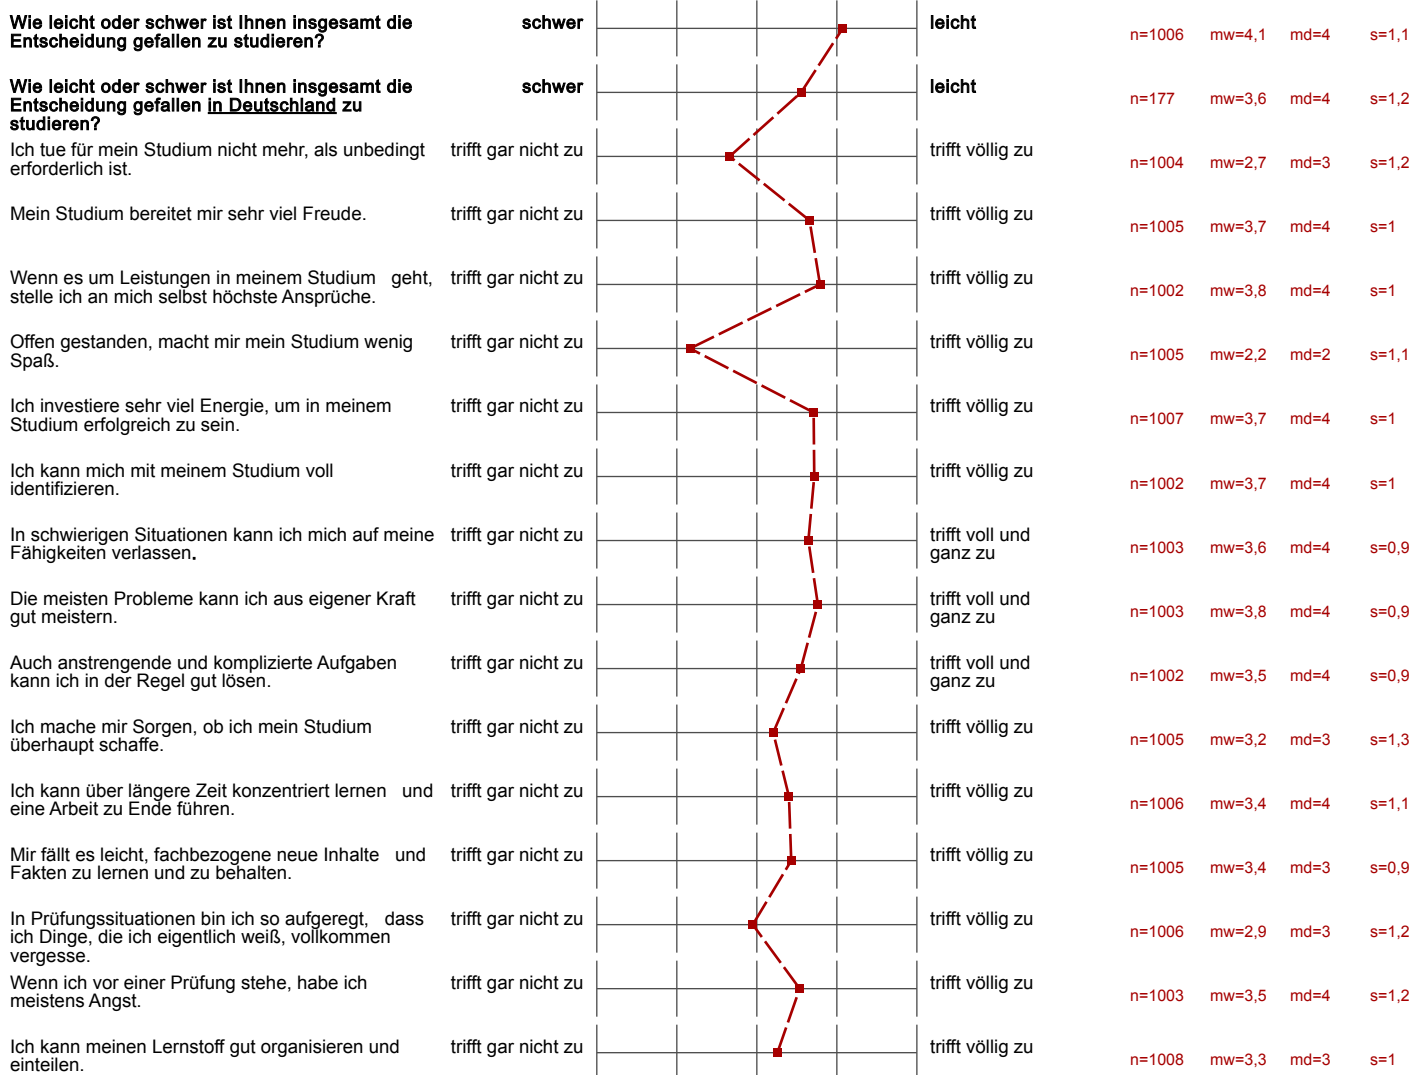 Wie leicht oder schwer ist Ihnen insgesamt die
Entscheidung gefallen zu studieren?
schwer
leicht
n=1006 mw=4,1 md=4 s=1,1
Wie leicht oder schwer ist Ihnen insgesamt die
Entscheidung gefallen in Deutschland zu
studieren?
schwer
leicht
n=177 mw=3,6 md=4 s=1,2
Ich tue für mein Studium nicht mehr, als unbedingt
erforderlich ist.
trifft gar nicht zu
trifft völlig zu
n=1004 mw=2,7 md=3 s=1,2
Mein Studium bereitet mir sehr viel Freude.
trifft gar nicht zu
trifft völlig zu
n=1005 mw=3,7 md=4 s=1
Wenn es um Leistungen in meinem Studium geht,
stelle ich an mich selbst höchste Ansprüche.
trifft gar nicht zu
trifft völlig zu
n=1002 mw=3,8 md=4 s=1
Offen gestanden, macht mir mein Studium wenig
Spaß.
trifft gar nicht zu
trifft völlig zu
n=1005 mw=2,2 md=2 s=1,1
Ich investiere sehr viel Energie, um in meinem
Studium erfolgreich zu sein.
trifft gar nicht zu
trifft völlig zu
n=1007 mw=3,7 md=4 s=1
Ich kann mich mit meinem Studium voll
identifizieren.
trifft gar nicht zu
trifft völlig zu
n=1002 mw=3,7 md=4 s=1
In schwierigen Situationen kann ich mich auf meine
Fähigkeiten verlassen.
trifft gar nicht zu
trifft voll und
ganz zu
n=1003 mw=3,6 md=4 s=0,9
Die meisten Probleme kann ich aus eigener Kraft
gut meistern.
trifft gar nicht zu
trifft voll und
ganz zu
n=1003 mw=3,8 md=4 s=0,9
Auch anstrengende und komplizierte Aufgaben
kann ich in der Regel gut lösen.
trifft gar nicht zu
trifft voll und
ganz zu
n=1002 mw=3,5 md=4 s=0,9
Ich mache mir Sorgen, ob ich mein Studium
überhaupt schaffe.
trifft gar nicht zu
trifft völlig zu
n=1005 mw=3,2 md=3 s=1,3
Ich kann über längere Zeit konzentriert lernen und
eine Arbeit zu Ende führen.
trifft gar nicht zu
trifft völlig zu
n=1006 mw=3,4 md=4 s=1,1
Mir fällt es leicht, fachbezogene neue Inhalte und
Fakten zu lernen und zu behalten.
trifft gar nicht zu
trifft völlig zu
n=1005 mw=3,4 md=3 s=0,9
In Prüfungssituationen bin ich so aufgeregt, dass
ich Dinge, die ich eigentlich weiß, vollkommen
vergesse.
trifft gar nicht zu
trifft völlig zu
n=1006 mw=2,9 md=3 s=1,2
Wenn ich vor einer Prüfung stehe, habe ich
meistens Angst.
trifft gar nicht zu
trifft völlig zu
n=1003 mw=3,5 md=4 s=1,2
Ich kann meinen Lernstoff gut organisieren und
einteilen.
trifft gar nicht zu
trifft völlig zu
n=1008 mw=3,3 md=3 s=1